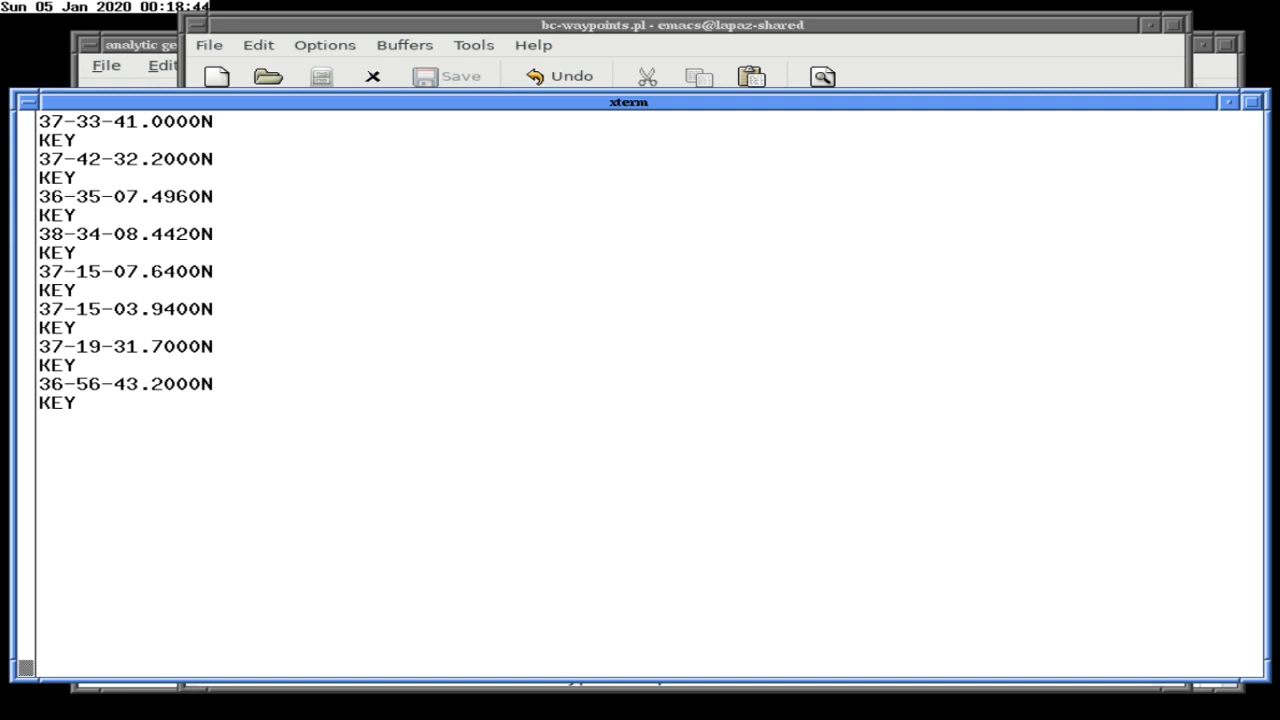 Sun 05 Jan 2020 00:18:44
bc-waypoints.pl - emacs@lapaz-shared
analytic ge
File Edit Options Buffers Tools Help
File Edit
Save Undo
xterm
37-33-41.0000N
KEY
37-42-32.2000N
KEY
36-35-07.4960N
KEY
38-34-08.4420N
KEY
37-15-07.6400N
KEY
37-15-03.9400N
KEY
37-19-31.7000N
KEY
36-56-43.2000N
KEY